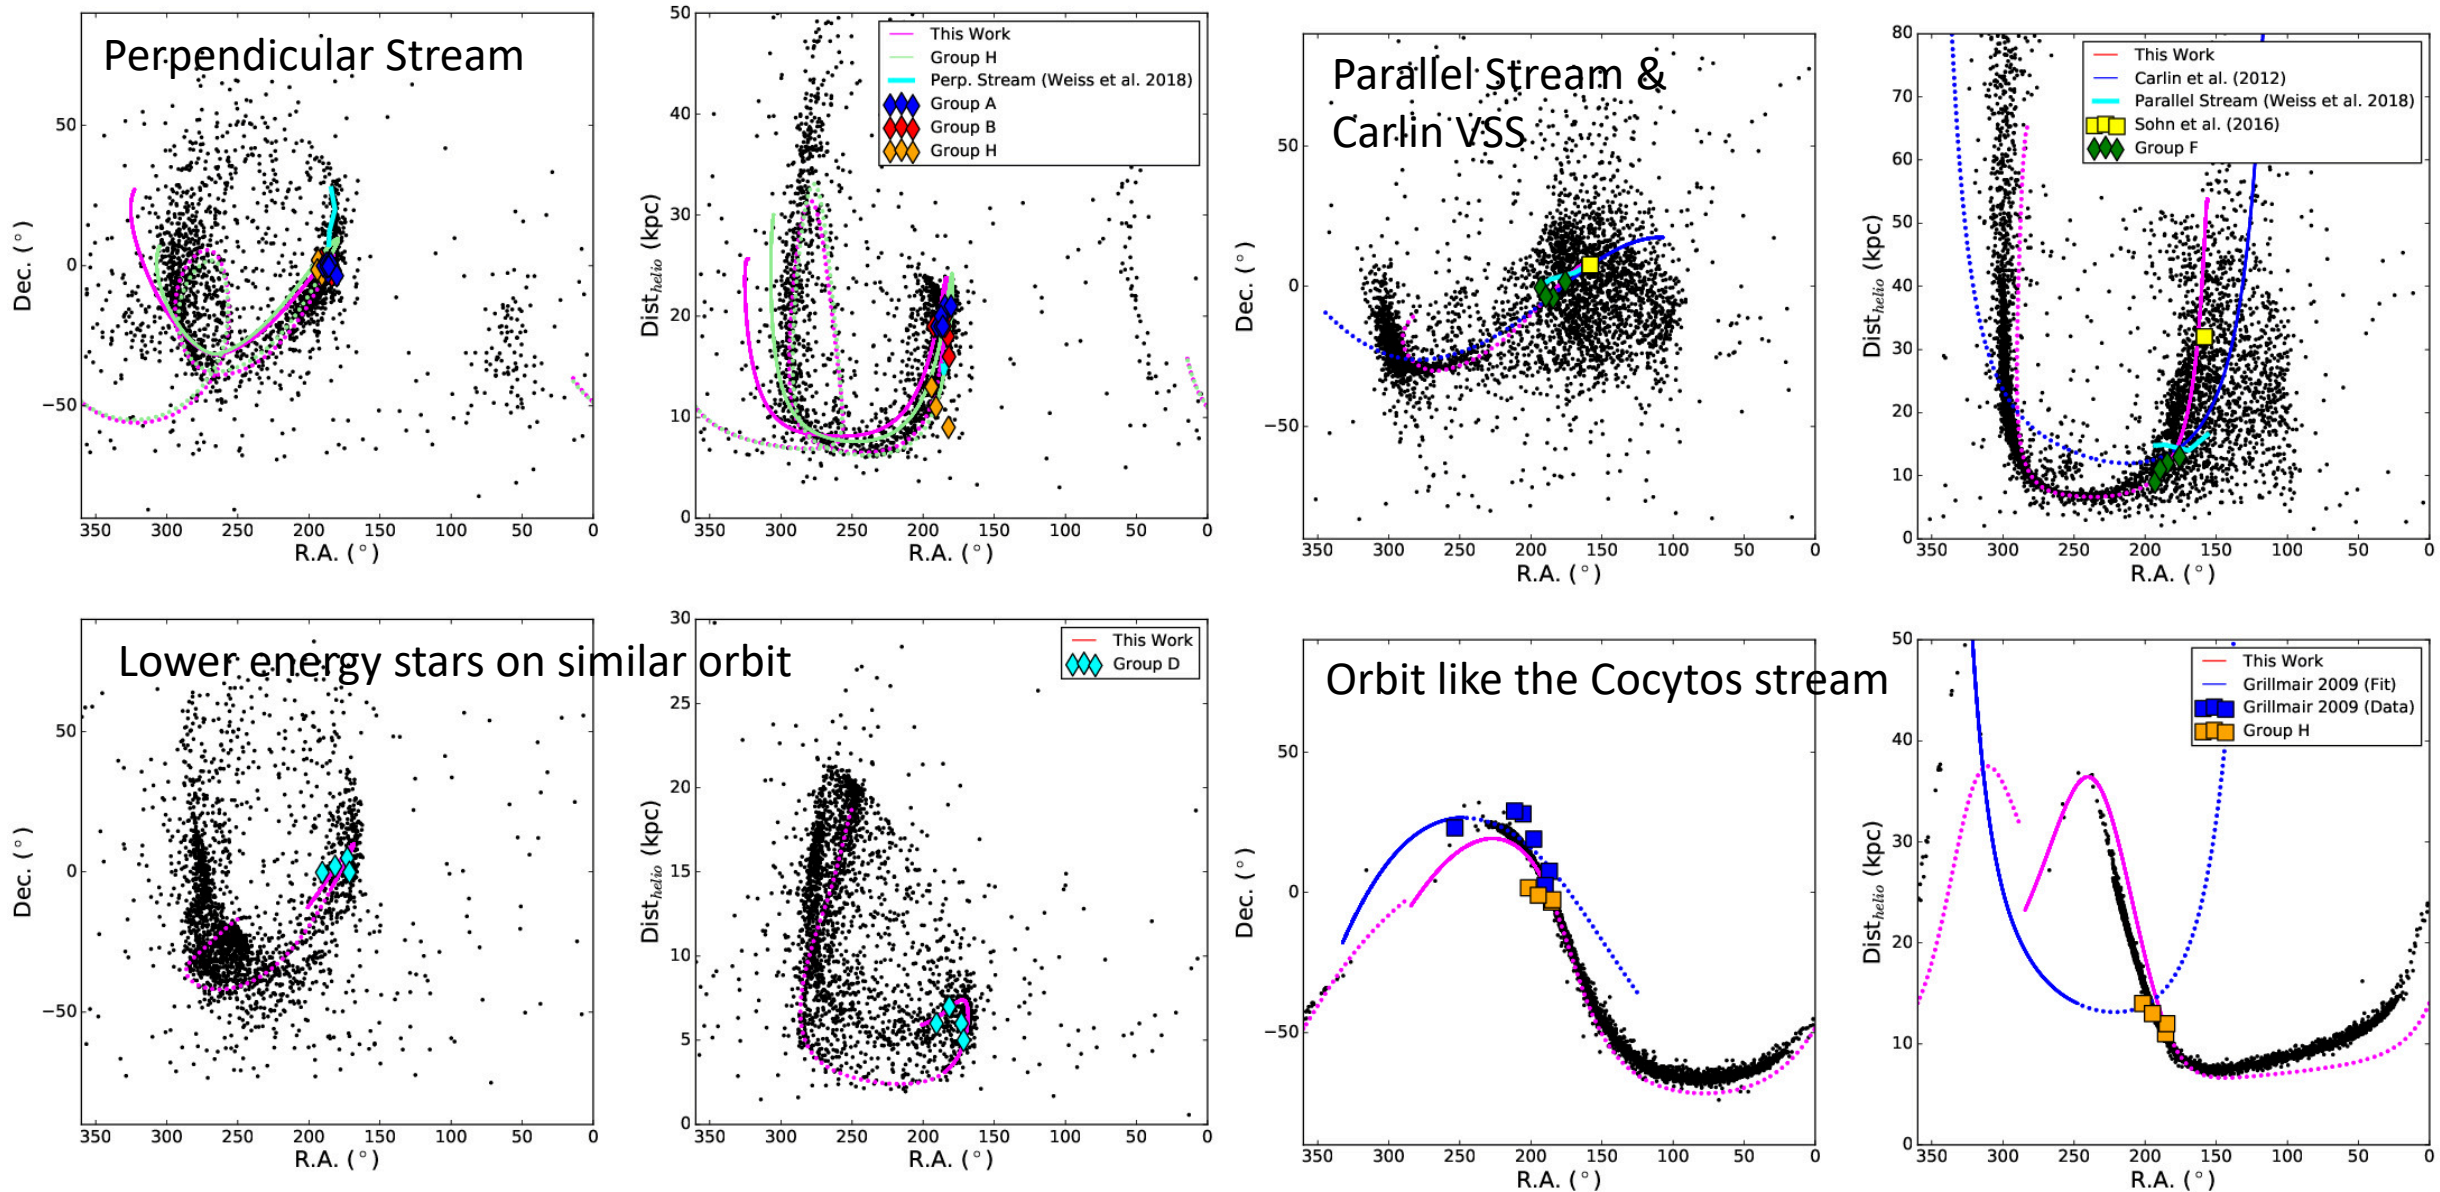 Perpendicular Stream
50
0
−50
Dec. (°)
350 300 250 200 150 100 50 0
R.A. (°)
50
40
30
20
10
0
Dist_helio (kpc)
350 300 250 200 150 100 50 0
R.A. (°)
This Work
Group H
Perp. Stream (Weiss et al. 2018)
Group A
Group B
Group H
Parallel Stream &
Carlin VSS
50
0
−50
Dec. (°)
350 300 250 200 150 100 50 0
R.A. (°)
80
70
60
50
40
30
20
10
0
Dist_helio (kpc)
350 300 250 200 150 100 50 0
R.A. (°)
This Work
Carlin et al. (2012)
Parallel Stream (Weiss et al. 2018)
Sohn et al. (2016)
Group F
Lower energy stars on similar orbit
50
0
−50
Dec. (°)
350 300 250 200 150 100 50 0
R.A. (°)
30
25
20
15
10
5
0
Dist_helio (kpc)
350 300 250 200 150 100 50 0
R.A. (°)
This Work
Group D
Orbit like the Cocytos stream
50
0
−50
Dec. (°)
350 300 250 200 150 100 50 0
R.A. (°)
50
40
30
20
10
0
Dist_helio (kpc)
350 300 250 200 150 100 50 0
R.A. (°)
This Work
Grillmair 2009 (Fit)
Grillmair 2009 (Data)
Group H